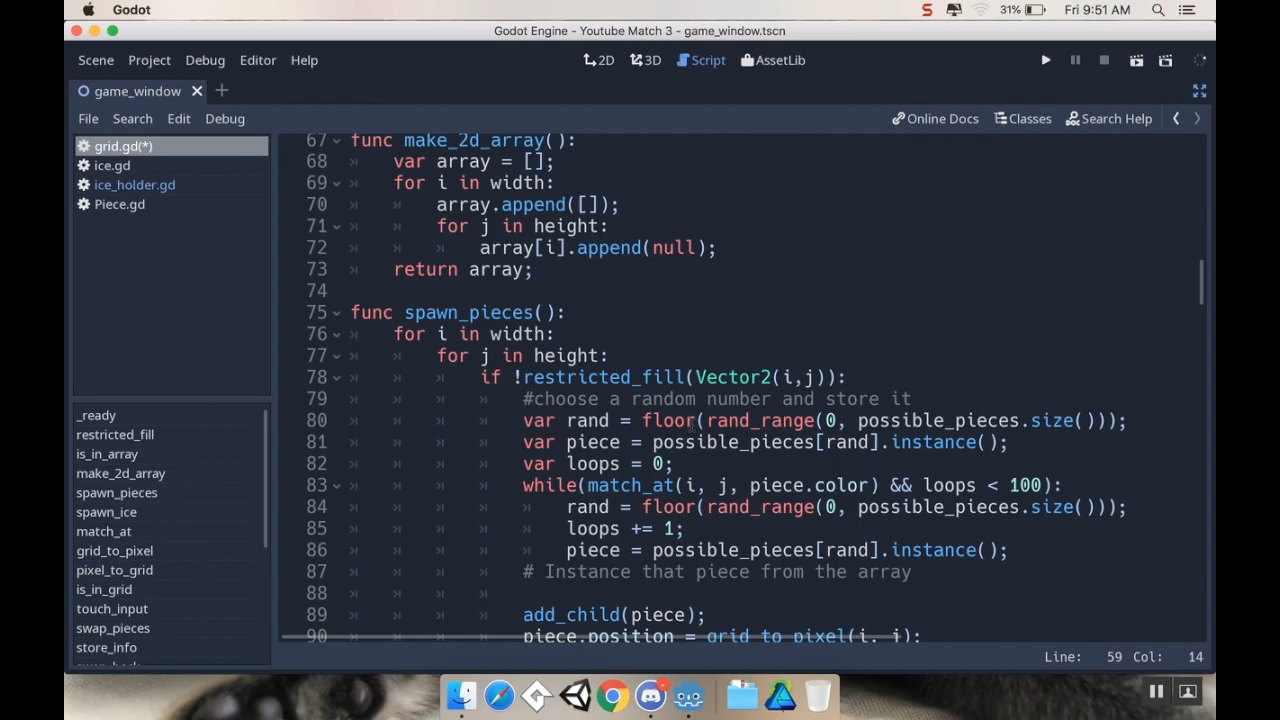 Godot
S
31%
Fri 9:51 AM
Godot Engine - Youtube Match 3 - game_window.tscn
Scene Project Debug Editor Help
2D 3D Script AssetLib
game_window
File Search Edit Debug
Online Docs Classes Search Help
grid.gd(*)
ice.gd
ice_holder.gd
Piece.gd
_ready
restricted_fill
is_in_array
make_2d_array
spawn_pieces
spawn_ice
match_at
grid_to_pixel
pixel_to_grid
is_in_grid
touch_input
swap_pieces
store_info
67 func make_2d_array():
68 var array = [];
69 for i in width:
70 array.append([]);
71 for j in height:
72 array[i].append(null);
73 return array;
74
75 func spawn_pieces():
76 for i in width:
77 for j in height:
78 if !restricted_fill(Vector2(i,j)):
79 #choose a random number and store it
80 var rand = floor(rand_range(0, possible_pieces.size()));
81 var piece = possible_pieces[rand].instance();
82 var loops = 0;
83 while(match_at(i, j, piece.color) && loops < 100):
84 rand = floor(rand_range(0, possible_pieces.size()));
85 loops += 1;
86 piece = possible_pieces[rand].instance();
87 # Instance that piece from the array
88
89 add_child(piece);
90 piece.position = grid_to_pixel(i, j);
Line: 59 Col: 14